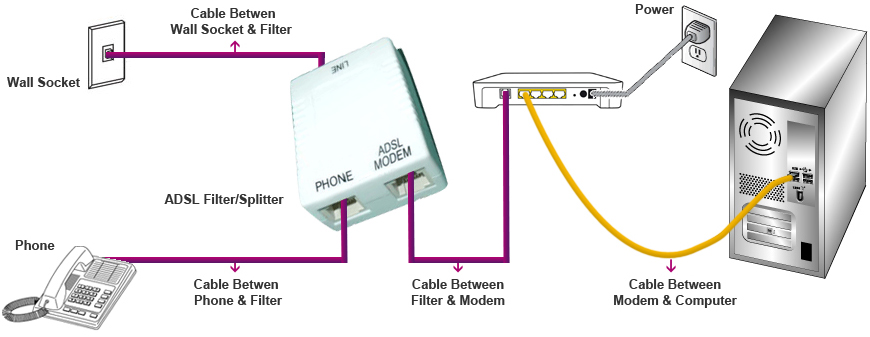 Cable Betwen
Wall Socket & Filter
Power
Wall Socket
LINE
ADSL
MODEM
PHONE
ADSL Filter/Splitter
Phone
Cable Betwen
Phone & Filter
Cable Between
Filter & Modem
Cable Between
Modem & Computer